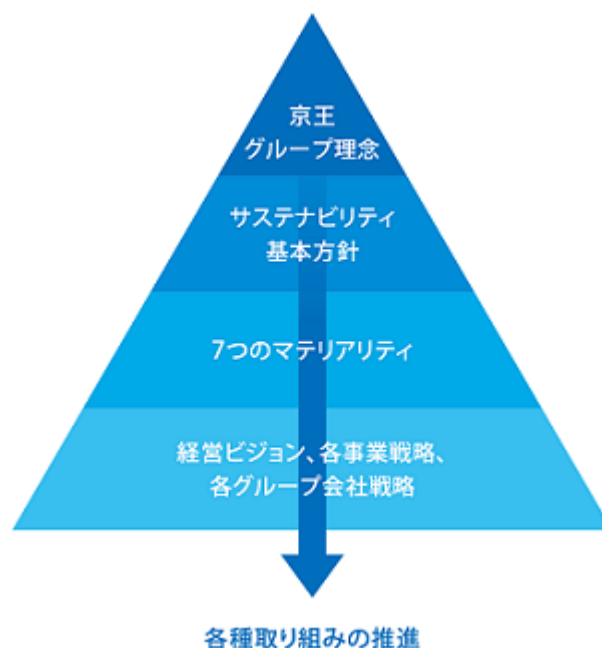 京王
グループ理念
サステナビリティ
基本方針
7つのマテリアリティ
経営ビジョン、各事業戦略、
各グループ会社戦略
各種取り組みの推進